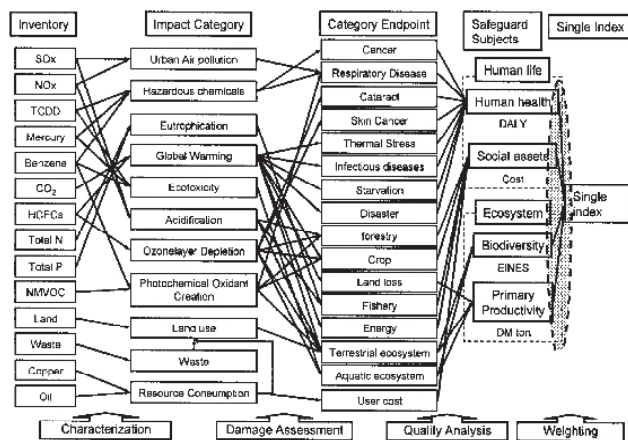 Inventory
Impact Category
Category Endpoint
Safeguard
Subjects
Single Index
SOx
NOx
TCDD
Mercury
Benzene
CO2
HCFCs
Total N
Total P
NMVOC
Land
Waste
Copper
Oil
Urban Air pollution
Hazardous chemicals
Eutrophication
Global Warming
Ecotoxicity
Acidification
Ozonelayer Depletion
Photochemical Oxidant
Creation
Land use
Waste
Resource Consumption
Cancer
Respiratory Disease
Cataract
Skin Cancer
Thermal Stress
Infectious diseases
Starvation
Disaster
forestry
Crop
Land loss
Fishery
Energy
Terrestrial ecosystem
Aquatic ecosystem
User cost
Human life
Human health
DALY
Social assets
Cost
Ecosystem
Biodiversity
EINES
Primary
Productivity
DM ton
Single
index
Characterization
Damage Assessment
Quality Analysis
Weighting